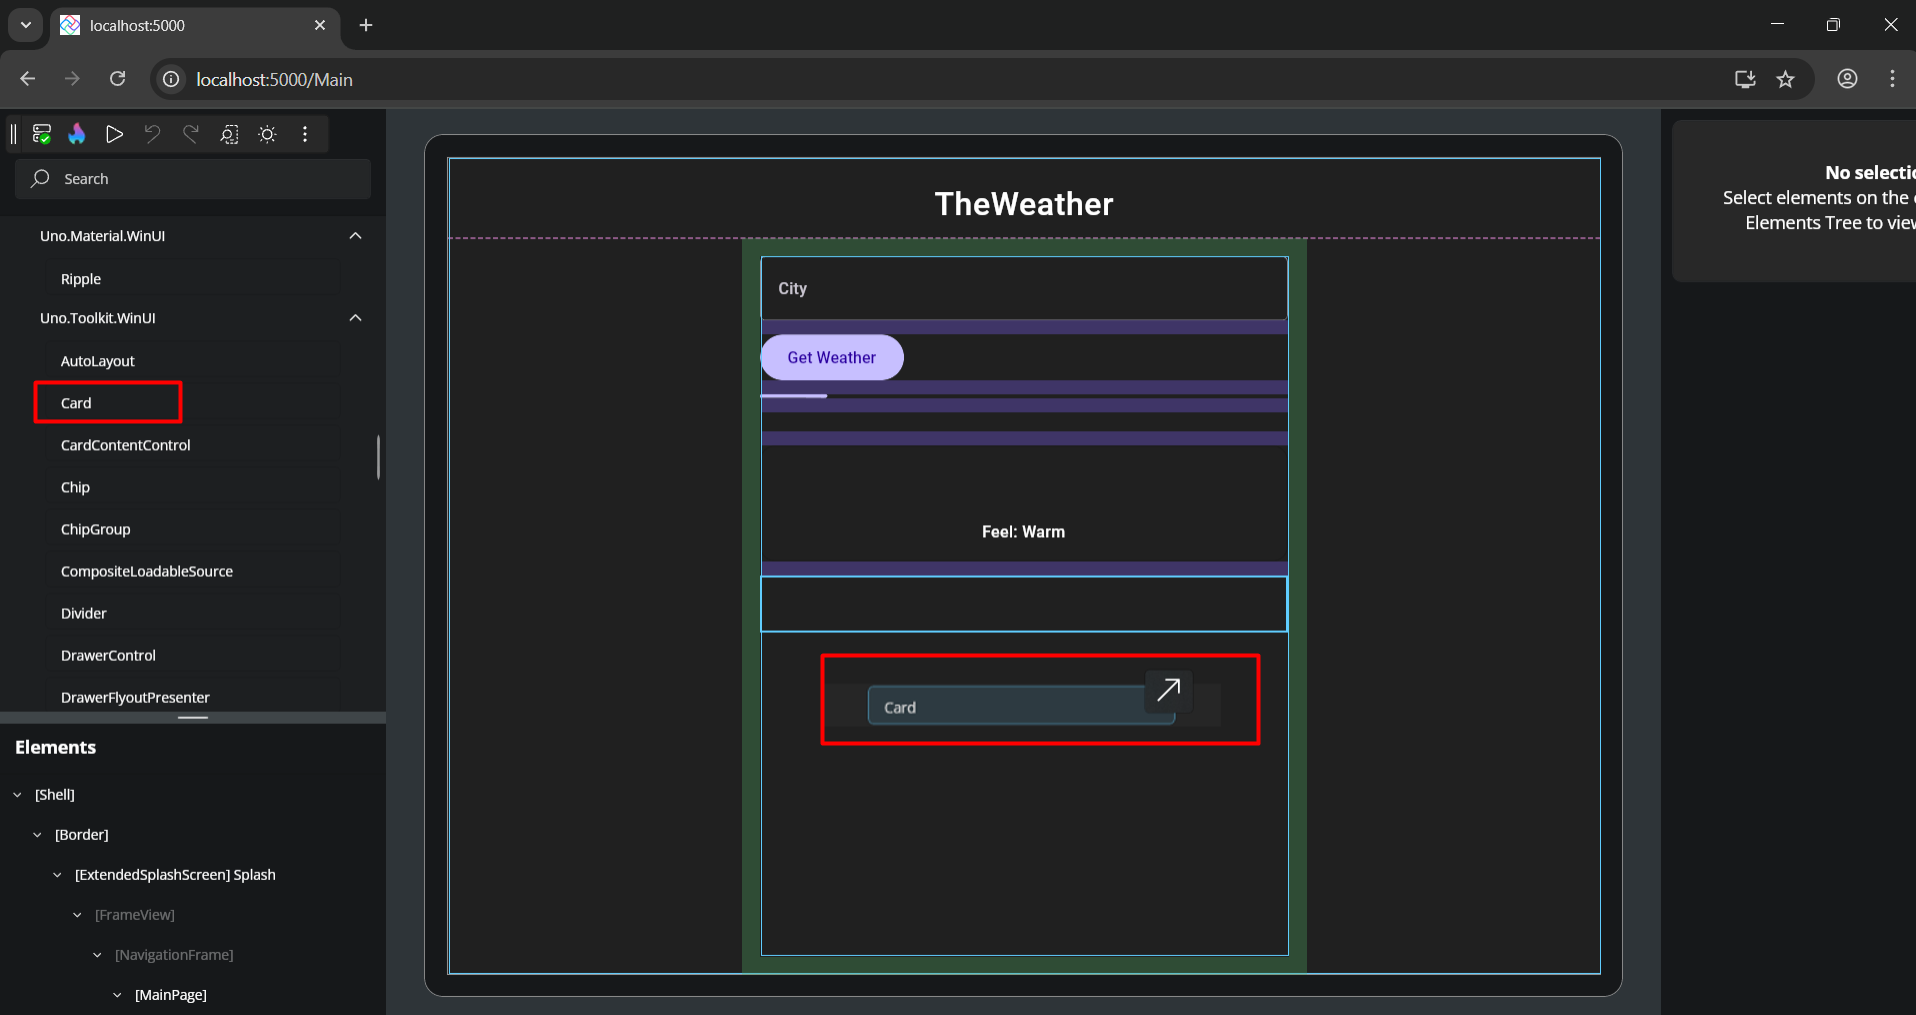 localhost:5000
localhost:5000/Main
Search
Uno.Material.WinUI
Ripple
Uno.Toolkit.WinUI
AutoLayout
Card
CardContentControl
Chip
ChipGroup
CompositeLoadableSource
Divider
DrawerControl
DrawerFlyoutPresenter
Elements
[Shell]
[Border]
[ExtendedSplashScreen] Splash
[FrameView]
[NavigationFrame]
[MainPage]
TheWeather
City
Get Weather
Feel: Warm
Card
No selectio
Select elements on the
Elements Tree to view